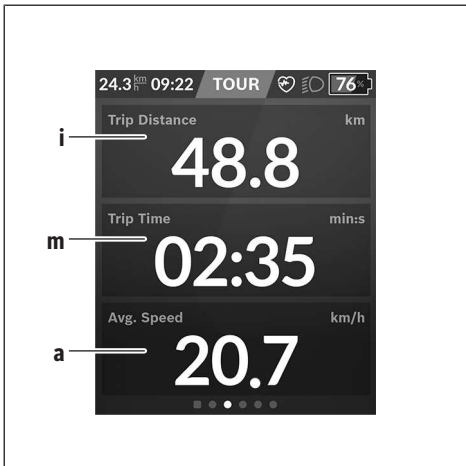 24.3 km/h 09:22 TOUR 76%
Trip Distance km
i
48.8
Trip Time min:s
m
02:35
Avg. Speed km/h
a
20.7